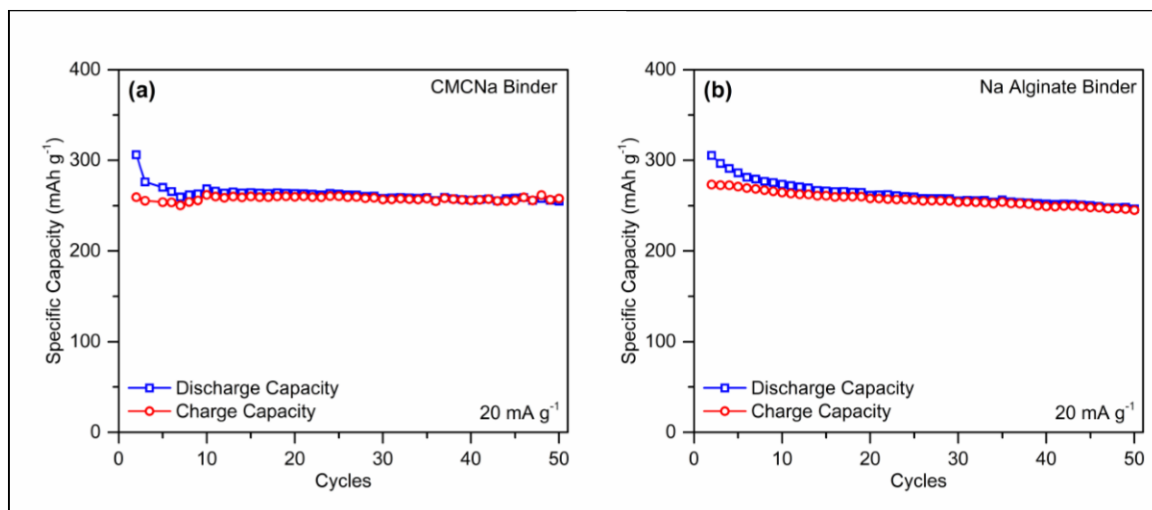 (a)
CMCNa Binder
400
300
200
100
0
Specific Capacity (mAh g⁻¹)
Discharge Capacity
Charge Capacity
20 mA g⁻¹
0 10 20 30 40 50
Cycles
(b)
Na Alginate Binder
400
300
200
100
0
Specific Capacity (mAh g⁻¹)
Discharge Capacity
Charge Capacity
20 mA g⁻¹
0 10 20 30 40 50
Cycles